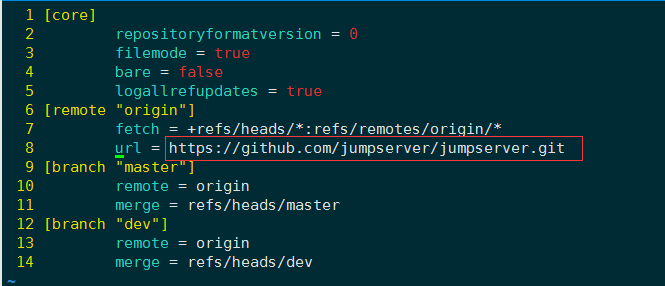 1 [core]
2 repositoryformatversion = 0
3 filemode = true
4 bare = false
5 logallrefupdates = true
6 [remote "origin"]
7 fetch = +refs/heads/*:refs/remotes/origin/*
8 url = https://github.com/jumpserver/jumpserver.git
9 [branch "master"]
10 remote = origin
11 merge = refs/heads/master
12 [branch "dev"]
13 remote = origin
14 merge = refs/heads/dev
~